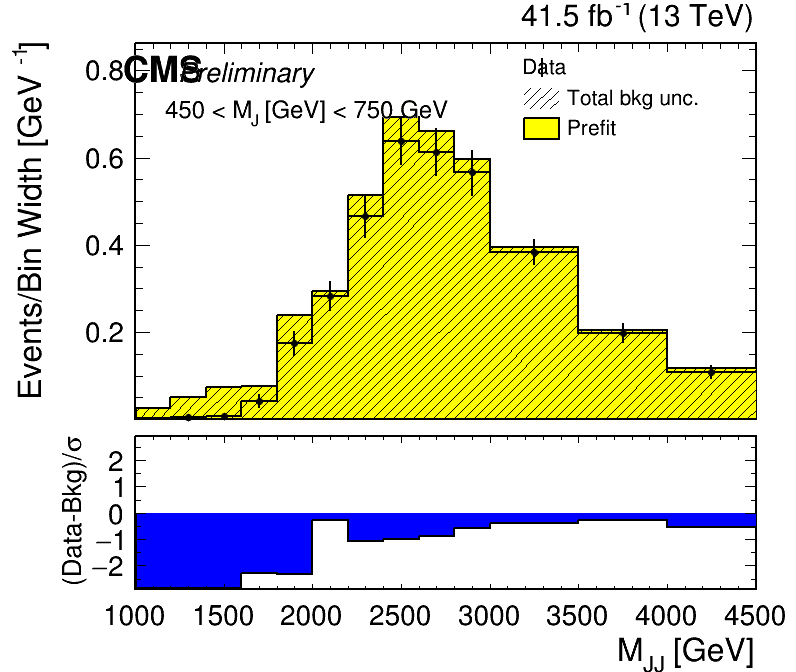 41.5 fb⁻¹ (13 TeV)
CMS Preliminary
450 < M_J [GeV] < 750 GeV
Data
Total bkg unc.
Prefit
Events/Bin Width [GeV⁻¹]
0.8
0.6
0.4
0.2
(Data-Bkg)/σ
2
1
0
−1
−2
1000 1500 2000 2500 3000 3500 4000 4500
M_JJ [GeV]